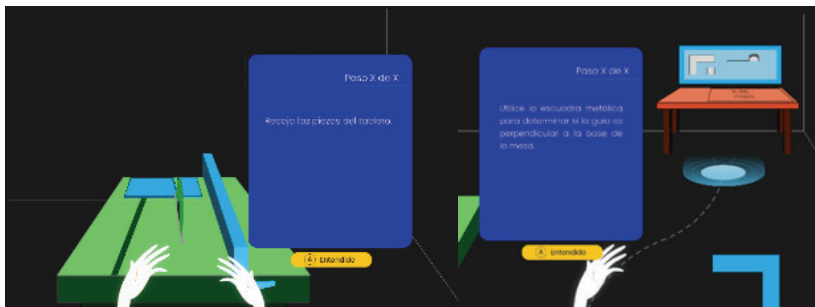 Paso X de X
Recoja las piezas del tablero.
Entendido
Paso X de X
Utilice la escuadra metálica
para determinar si la guía es
perpendicular a la base de
la mesa.
Entendido